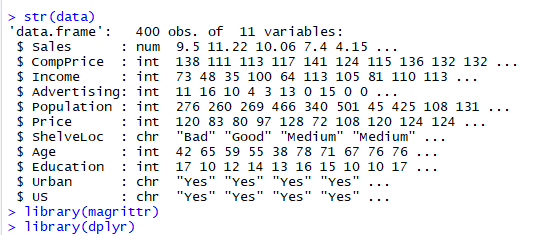 > str(data)
'data.frame':   400 obs. of  11 variables:
 $ Sales      : num  9.5 11.22 10.06 7.4 4.15 ...
 $ CompPrice  : int  138 111 113 117 141 124 115 136 132 132 ...
 $ Income     : int  73 48 35 100 64 113 105 81 110 113 ...
 $ Advertising: int  11 16 10 4 3 13 0 15 0 0 ...
 $ Population : int  276 260 269 466 340 501 45 425 108 131 ...
 $ Price      : int  120 83 80 97 128 72 108 120 124 124 ...
 $ ShelveLoc  : chr  "Bad" "Good" "Medium" "Medium" ...
 $ Age        : int  42 65 59 55 38 78 71 67 76 76 ...
 $ Education  : int  17 10 12 14 13 16 15 10 10 17 ...
 $ Urban      : chr  "Yes" "Yes" "Yes" "Yes" ...
 $ US         : chr  "Yes" "Yes" "Yes" "Yes" ...
> library(magrittr)
> library(dplyr)